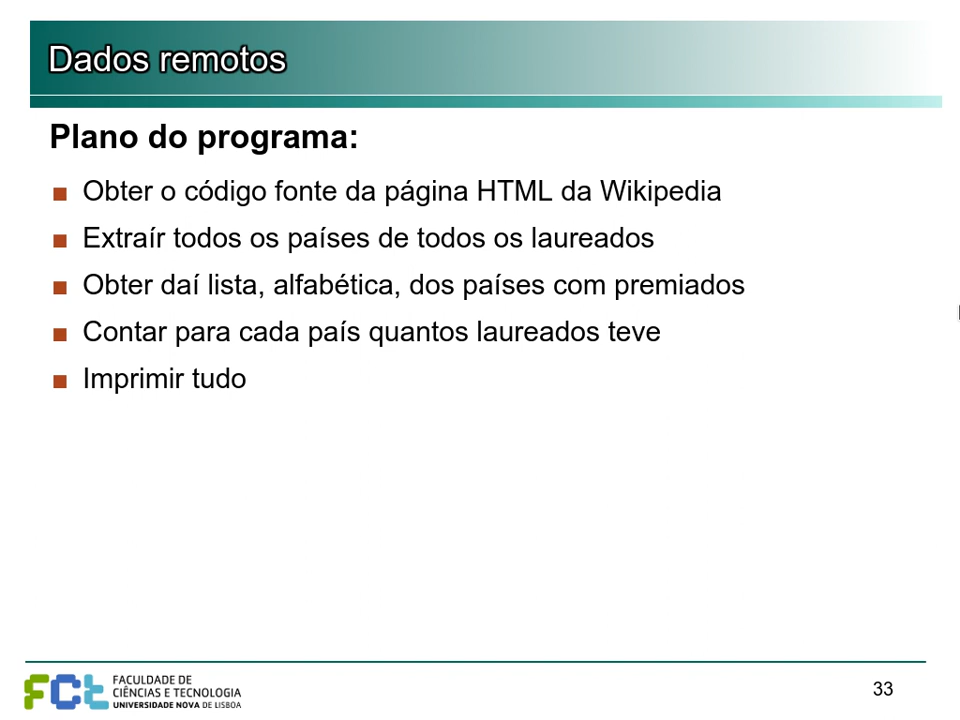 Dados remotos
Plano do programa:
Obter o código fonte da página HTML da Wikipedia
Extraír todos os países de todos os laureados
Obter daí lista, alfabética, dos países com premiados
Contar para cada país quantos laureados teve
Imprimir tudo
FCt
FACULDADE DE
CIÊNCIAS E TECNOLOGIA
UNIVERSIDADE NOVA DE LISBOA
33